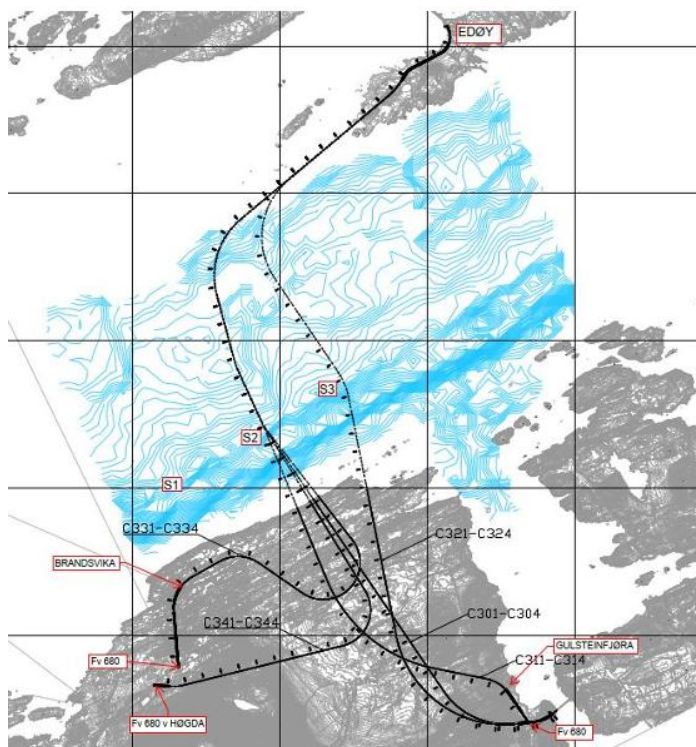 EDØY
S3
S2
S1
C331-C334
C321-C324
BRANDSVIKA
C341-C344
C301-C304
GULSTEINFJØRA
C311-C314
Fv 680
Fv 680 v HØGDA
Fv 680